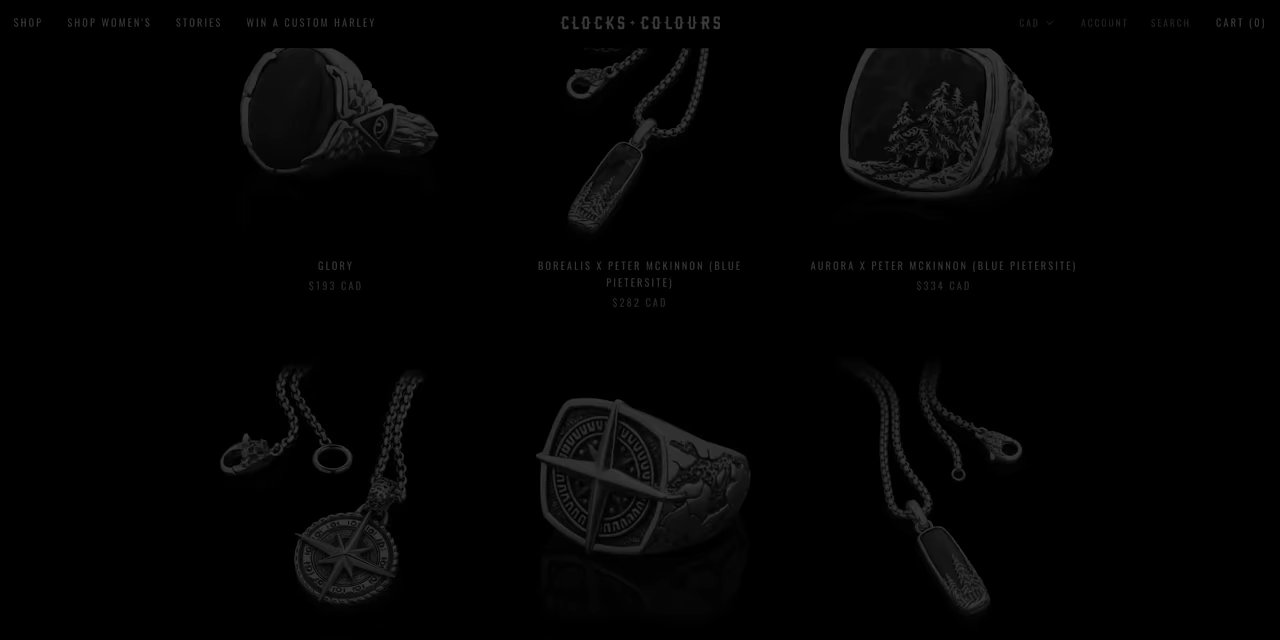 SHOP
SHOP WOMEN'S
STORIES
WIN A CUSTOM HARLEY
CLOCKS + COLOURS
CAD
ACCOUNT
SEARCH
CART (0)
GLORY
$193 CAD
BOREALIS X PETER MCKINNON (BLUE
PIETERSITE)
$282 CAD
AURORA X PETER MCKINNON (BLUE PIETERSITE)
$334 CAD